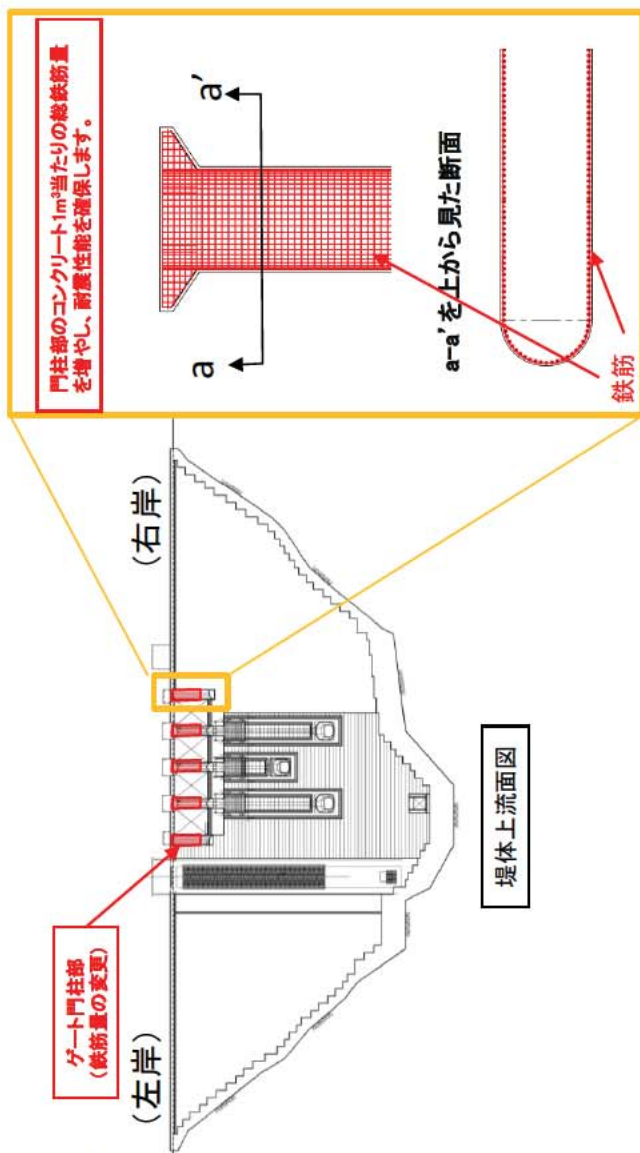 門柱部のコンクリート1m³当たりの総鉄筋量
を増やし、耐震性能を確保します。
a
a’
a-a’を上から見た断面
鉄筋
ゲート門柱部
(鉄筋量の変更)
(左岸)
(右岸)
堤体上流面図